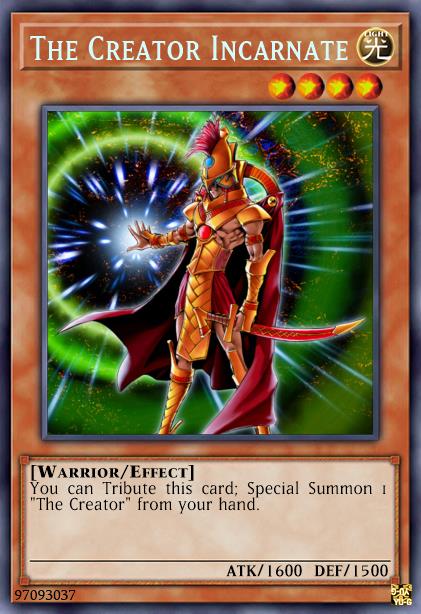 THE CREATOR INCARNATE
LIGHT
光
[WARRIOR/EFFECT]
You can Tribute this card; Special Summon 1
"The Creator" from your hand.
ATK/1600 DEF/1500
97093037